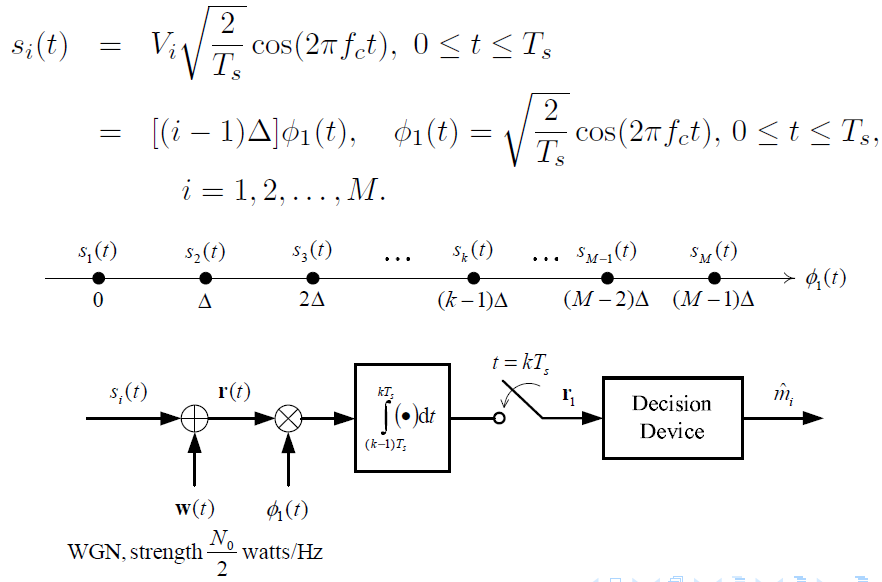 s_i(t) = V_i √(2/T_s) cos(2πf_c t), 0 ≤ t ≤ T_s
= [(i − 1)Δ]ϕ_1(t), ϕ_1(t) = √(2/T_s) cos(2πf_c t), 0 ≤ t ≤ T_s,
i = 1, 2, . . . , M.
s_1(t) s_2(t) s_3(t) ... s_k(t) ... s_{M−1}(t) s_M(t)
0 Δ 2Δ (k−1)Δ (M−2)Δ (M−1)Δ ϕ_1(t)
s_i(t) r(t) ∫_{(k−1)T_s}^{kT_s} (•)dt t = kT_s r_1 Decision m̂_i
Device
w(t) ϕ_1(t)
WGN, strength N_0/2 watts/Hz